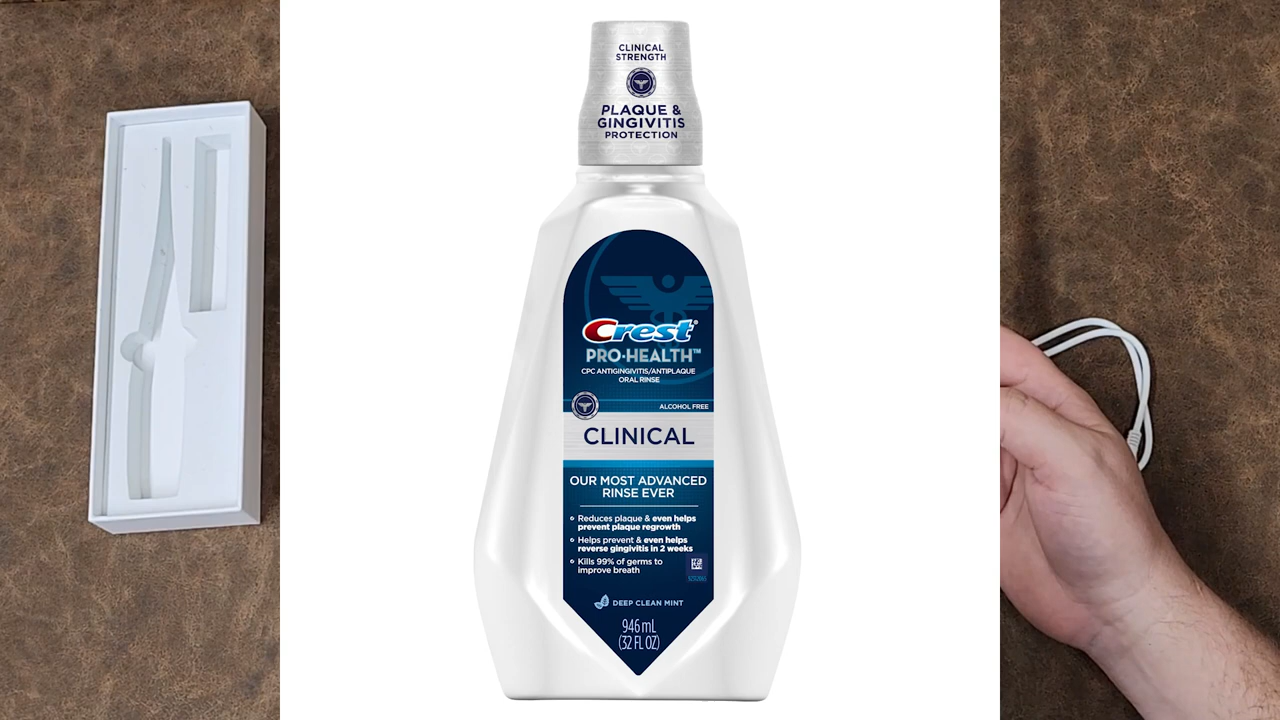 CLINICAL
STRENGTH
PLAQUE &
GINGIVITIS
PROTECTION
Crest®
PRO-HEALTH™
CPC ANTIGINGIVITIS/ANTIPLAQUE
ORAL RINSE
ALCOHOL FREE
CLINICAL
OUR MOST ADVANCED
RINSE EVER
Reduces plaque & even helps
prevent plaque regrowth
Helps prevent & even helps
reverse gingivitis in 2 weeks
Kills 99% of germs to
improve breath
DEEP CLEAN MINT
946 mL
(32 FL OZ)